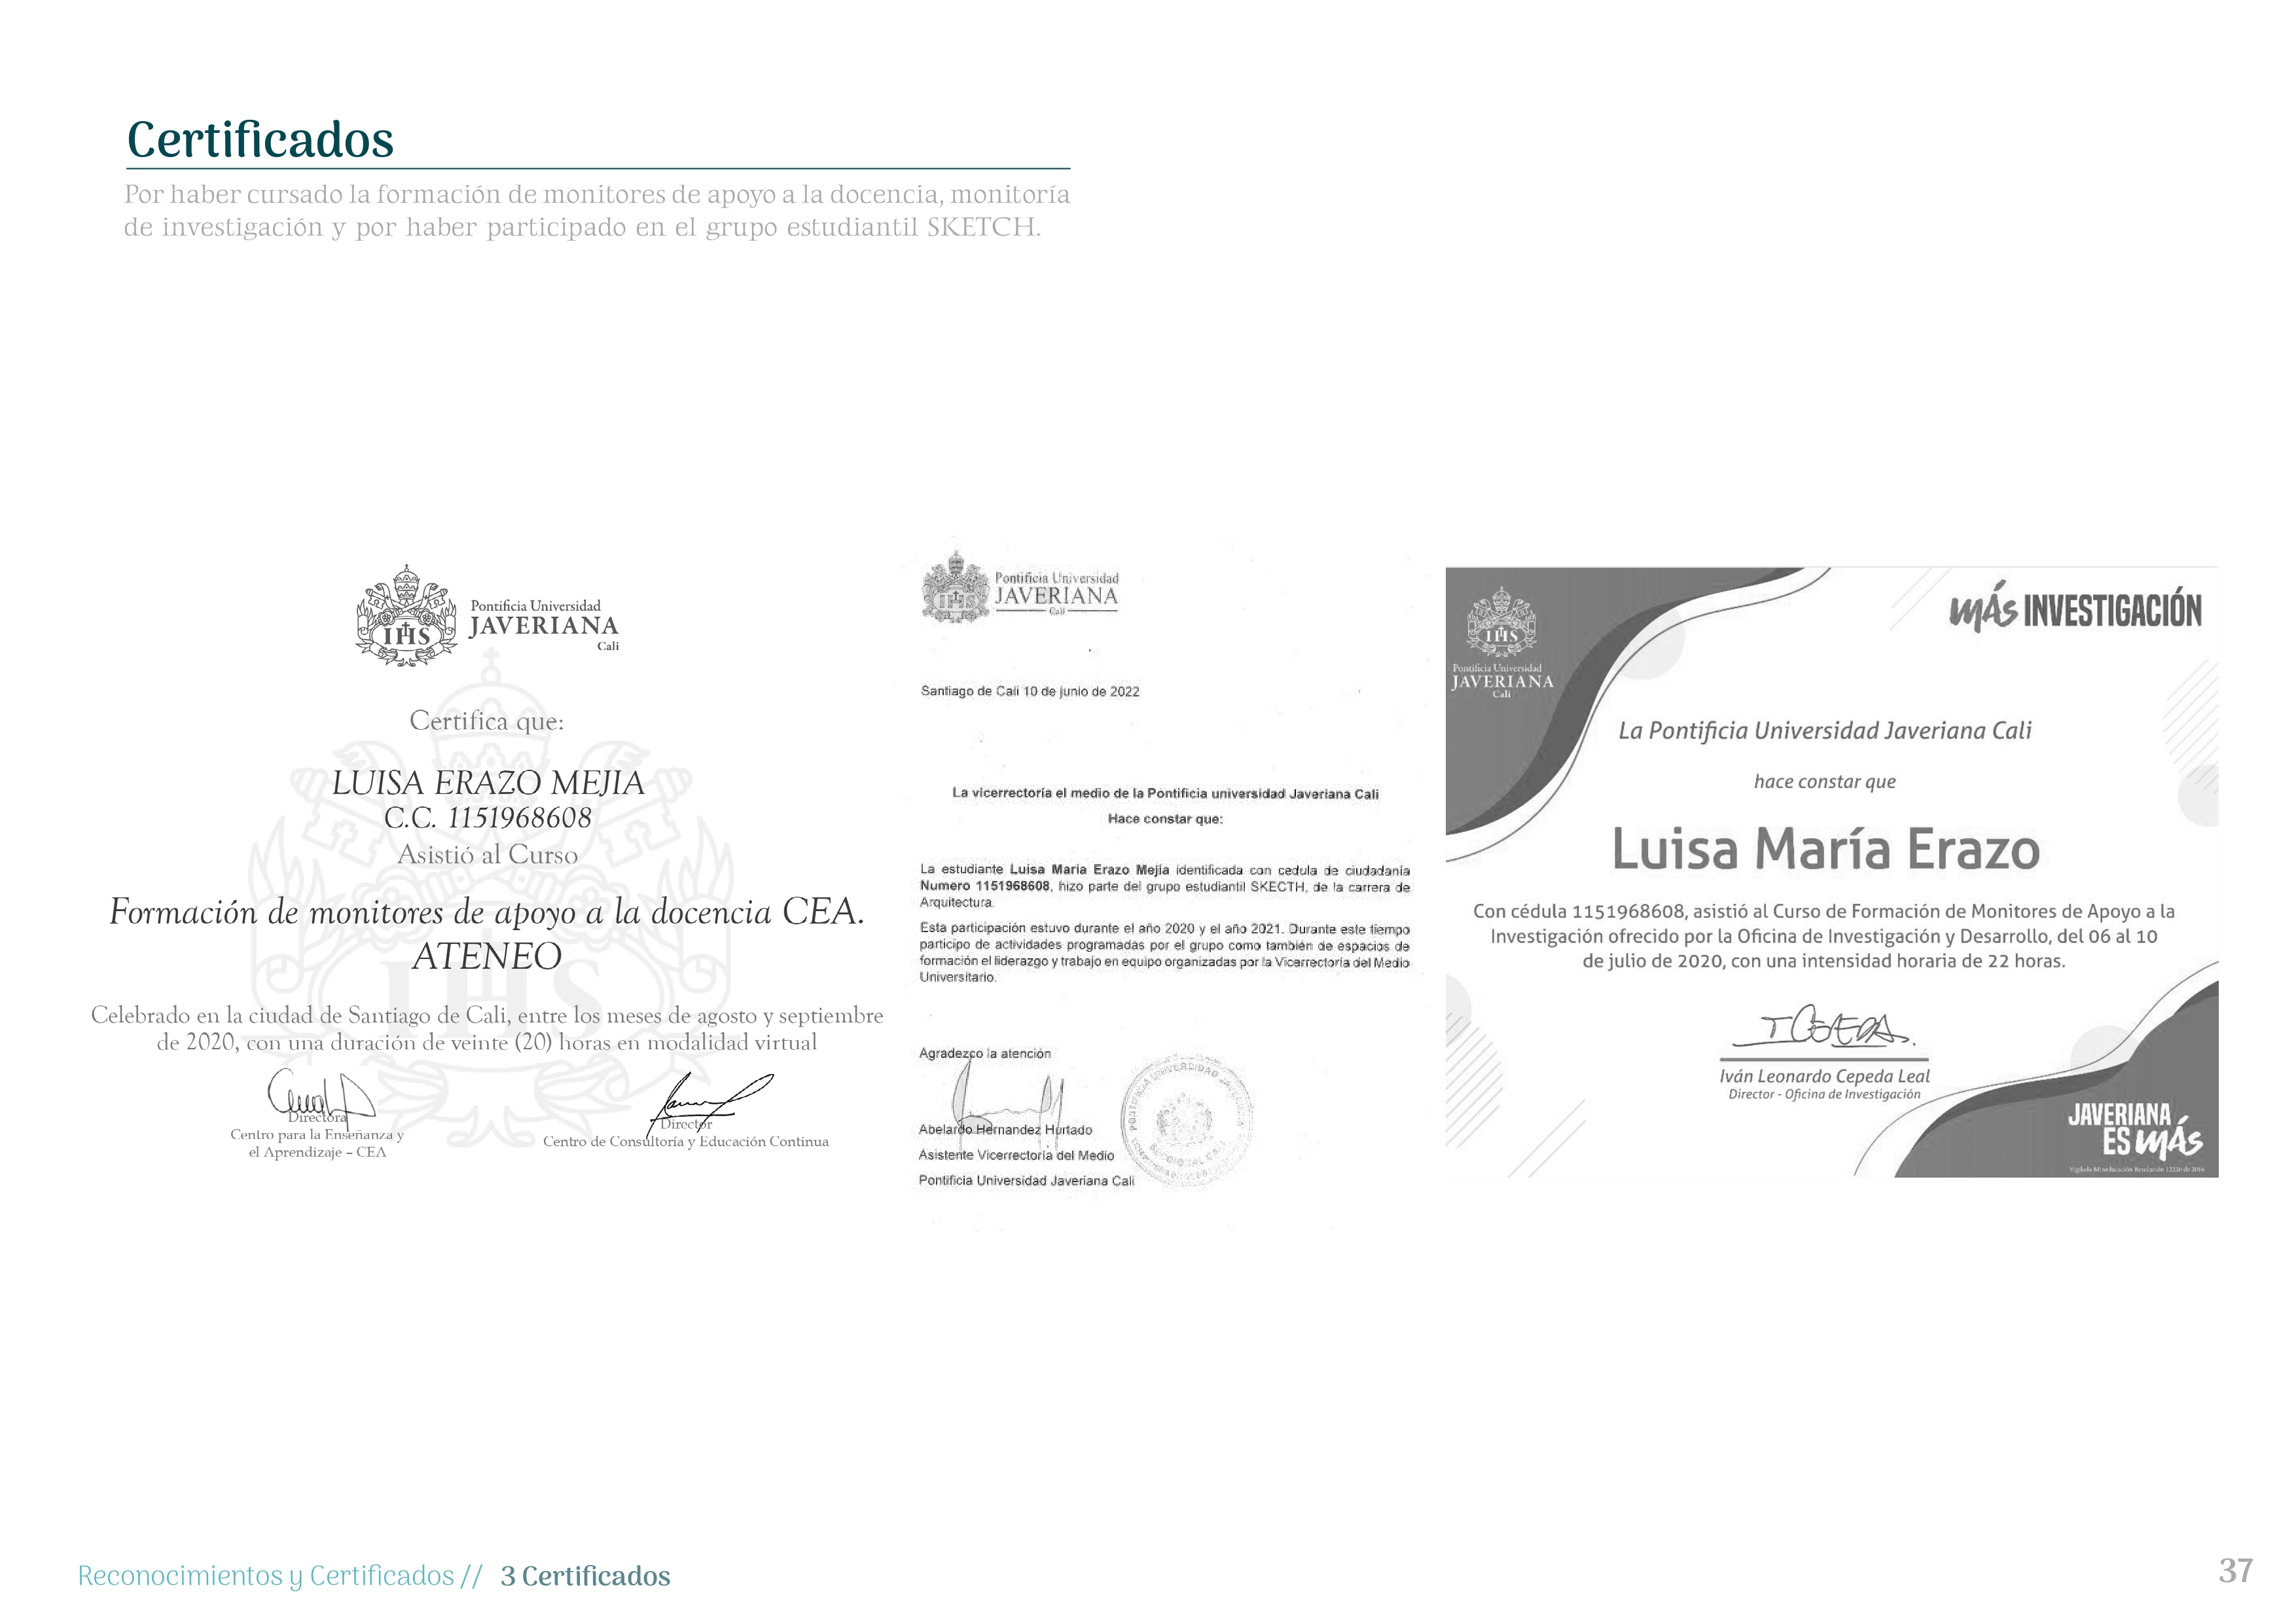 Certificados
Por haber cursado la formación de monitores de apoyo a la docencia, monitoría
de investigación y por haber participado en el grupo estudiantil SKETCH.
Pontificia Universidad
JAVERIANA
Cali
IHS
Certifica que:
LUISA ERAZO MEJIA
C.C. 1151968608
Asistió al Curso
Formación de monitores de apoyo a la docencia CEA.
ATENEO
IHS
Celebrado en la ciudad de Santiago de Cali, entre los meses de agosto y septiembre
de 2020, con una duración de veinte (20) horas en modalidad virtual
Directora
Centro para la Enseñanza y
el Aprendizaje – CEA
Director
Centro de Consultoría y Educación Continua
IHS
Pontificia Universidad
JAVERIANA
Cali
Santiago de Cali 10 de junio de 2022
La vicerrectoría el medio de la Pontificia universidad Javeriana Cali
Hace constar que:
La estudiante Luisa María Erazo Mejía identificada con cedula de ciudadanía
Numero 1151968608, hizo parte del grupo estudiantil SKECTH, de la carrera de
Arquitectura.
Esta participación estuvo durante el año 2020 y el año 2021. Durante este tiempo
participo de actividades programadas por el grupo como también de espacios de
formación el liderazgo y trabajo en equipo organizadas por la Vicerrectoría del Medio
Universitario.
Agradezco la atención
Abelardo Hernandez Hurtado
Asistente Vicerrectoría del Medio
Pontificia Universidad Javeriana Cali
IHS
Pontificia Universidad
JAVERIANA
Cali
MÁS INVESTIGACIÓN
La Pontificia Universidad Javeriana Cali
hace constar que
Luisa María Erazo
Con cédula 1151968608, asistió al Curso de Formación de Monitores de Apoyo a la
Investigación ofrecido por la Oficina de Investigación y Desarrollo, del 06 al 10
de julio de 2020, con una intensidad horaria de 22 horas.
Iván Leonardo Cepeda Leal
Director - Oficina de Investigación
JAVERIANA
ES MÁS
Vigilada Mineducación Resolución 12220 de 2016
Reconocimientos y Certificados // 3 Certificados
37